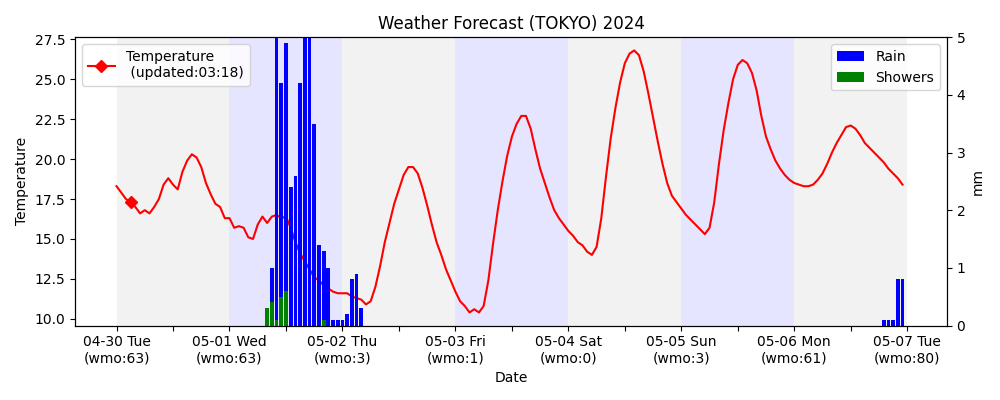 Weather Forecast (TOKYO) 2024
Temperature
(updated:03:18)
Rain
Showers
27.5
25.0
22.5
20.0
17.5
15.0
12.5
10.0
Temperature
5
4
3
2
1
0
mm
04-30 Tue
(wmo:63)
05-01 Wed
(wmo:63)
05-02 Thu
(wmo:3)
05-03 Fri
(wmo:1)
05-04 Sat
(wmo:0)
05-05 Sun
(wmo:3)
05-06 Mon
(wmo:61)
05-07 Tue
(wmo:80)
Date